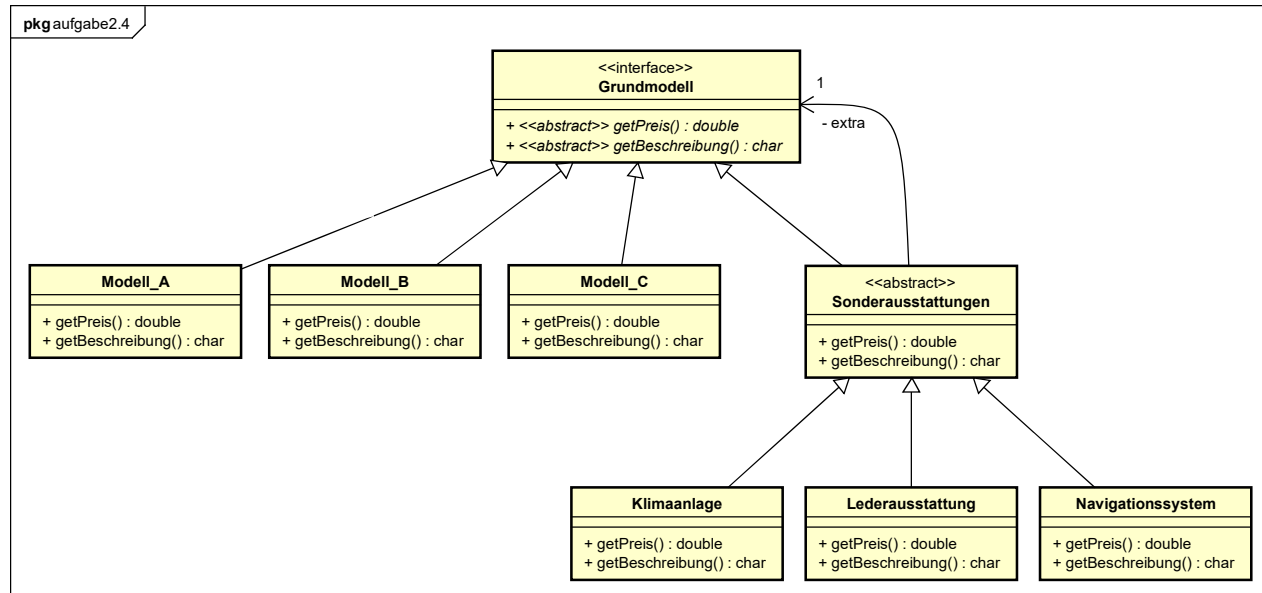 pkg aufgabe2.4
<<interface>>
Grundmodell
+ <<abstract>> getPreis() : double
+ <<abstract>> getBeschreibung() : char
1
- extra
Modell_A
+ getPreis() : double
+ getBeschreibung() : char
Modell_B
+ getPreis() : double
+ getBeschreibung() : char
Modell_C
+ getPreis() : double
+ getBeschreibung() : char
<<abstract>>
Sonderausstattungen
+ getPreis() : double
+ getBeschreibung() : char
Klimaanlage
+ getPreis() : double
+ getBeschreibung() : char
Lederausstattung
+ getPreis() : double
+ getBeschreibung() : char
Navigationssystem
+ getPreis() : double
+ getBeschreibung() : char